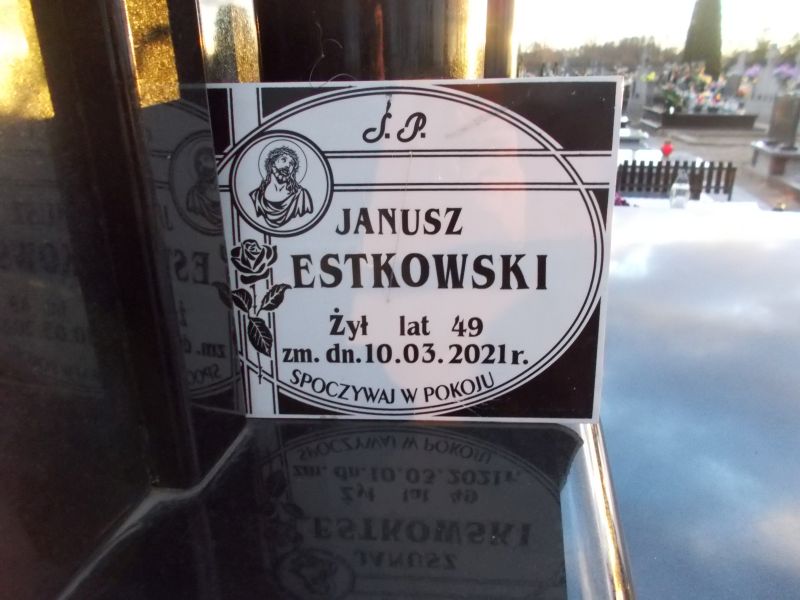 Ś. P.
JANUSZ
ESTKOWSKI
Żył lat 49
zm. dn. 10.03.2021 r.
SPOCZYWAJ W POKOJU